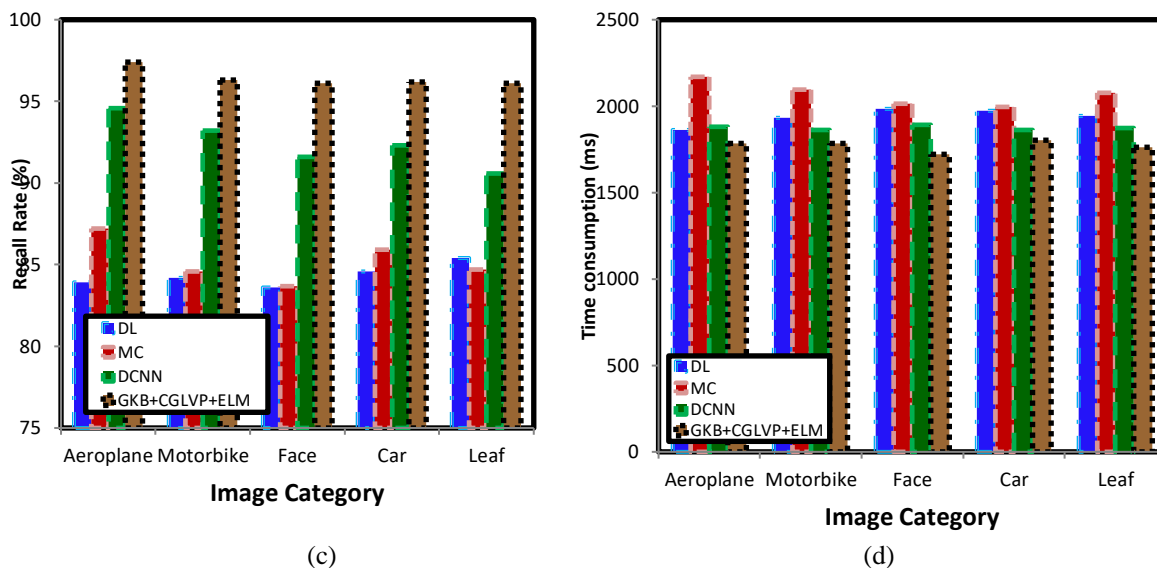 100
95
90
85
80
75
Recall Rate (%)
DL
MC
DCNN
GKB+CGLVP+ELM
Aeroplane Motorbike Face Car Leaf
Image Category
(c)
2500
2000
1500
1000
500
0
Time consumption (ms)
DL
MC
DCNN
GKB+CGLVP+ELM
Aeroplane Motorbike Face Car Leaf
Image Category
(d)